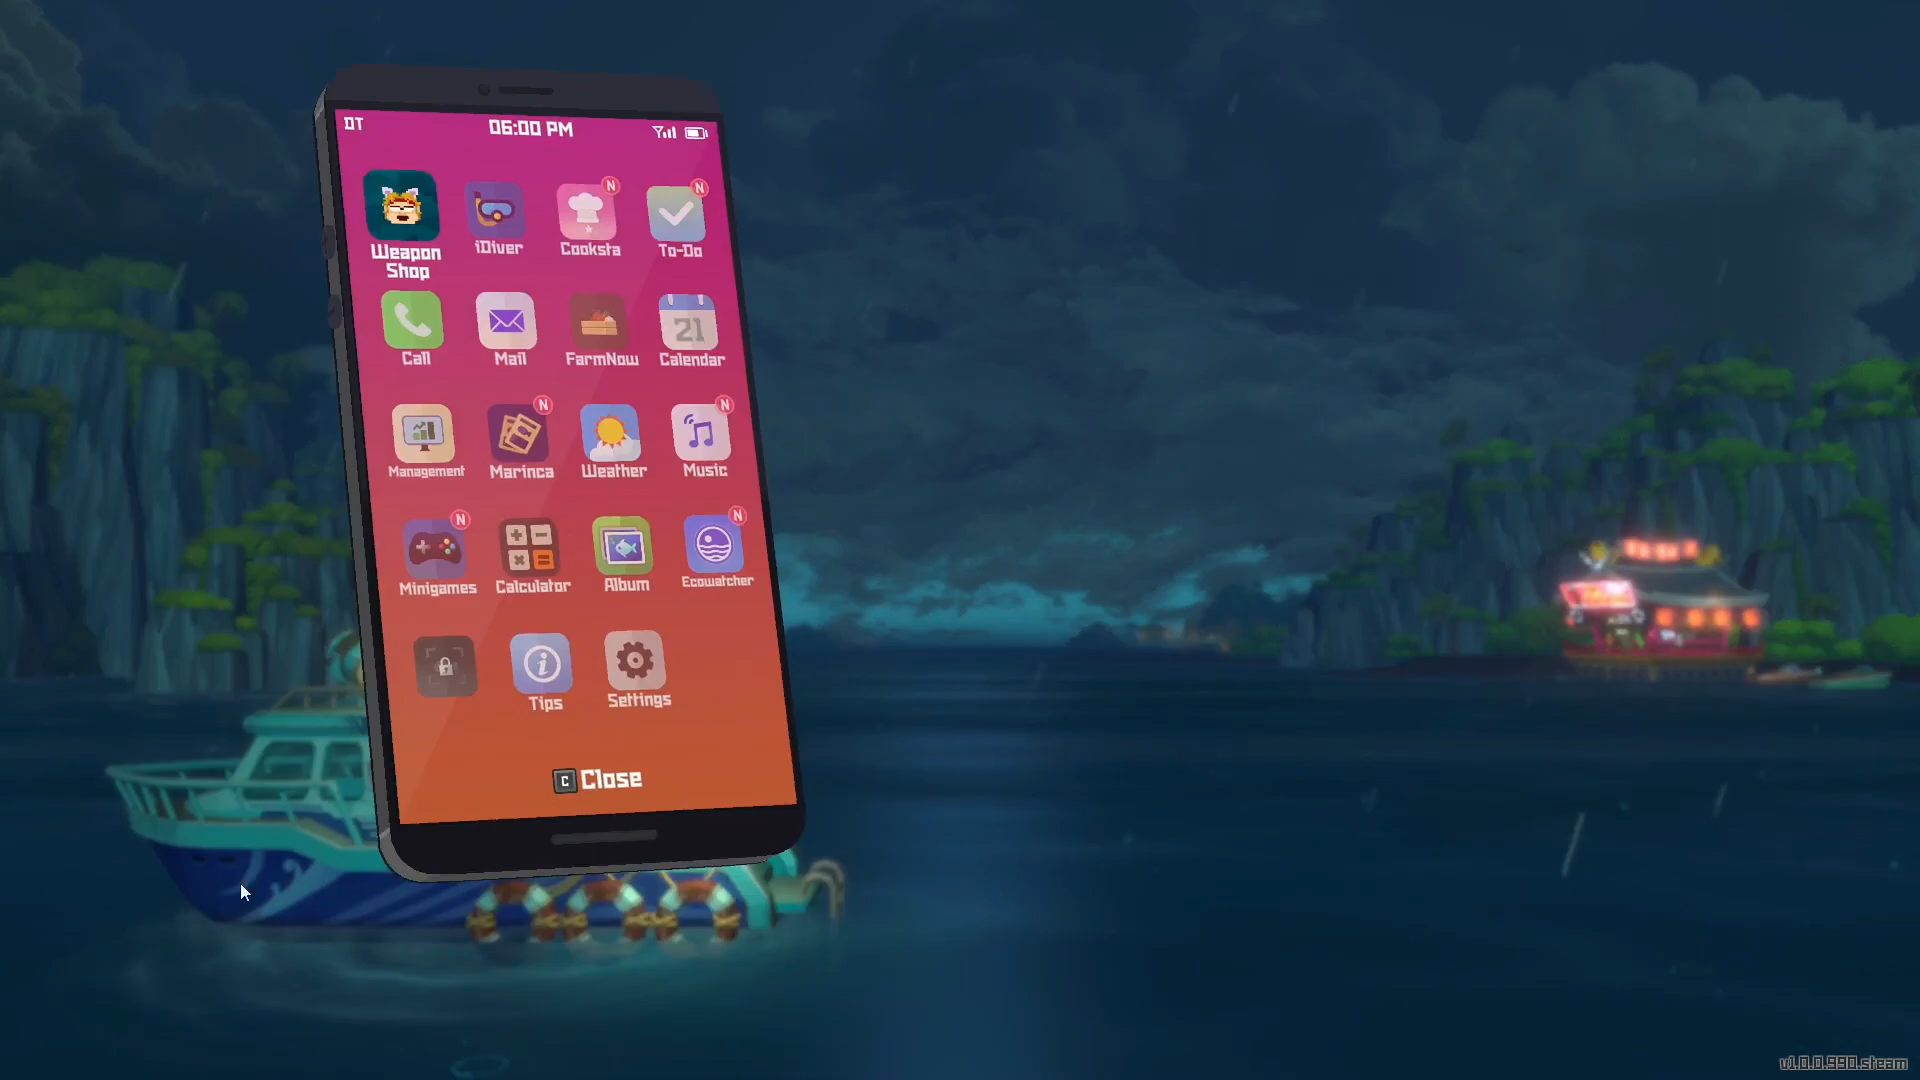 DT
06:00 PM
Weapon
Shop
iDiver
N
Cooksta
N
To-Do
Call
Mail
FarmNow
21
Calendar
Management
N
Marinca
Weather
N
Music
N
Minigames
Calculator
Album
N
Ecowatcher
Tips
Settings
C Close
v1.0.0.990.steam